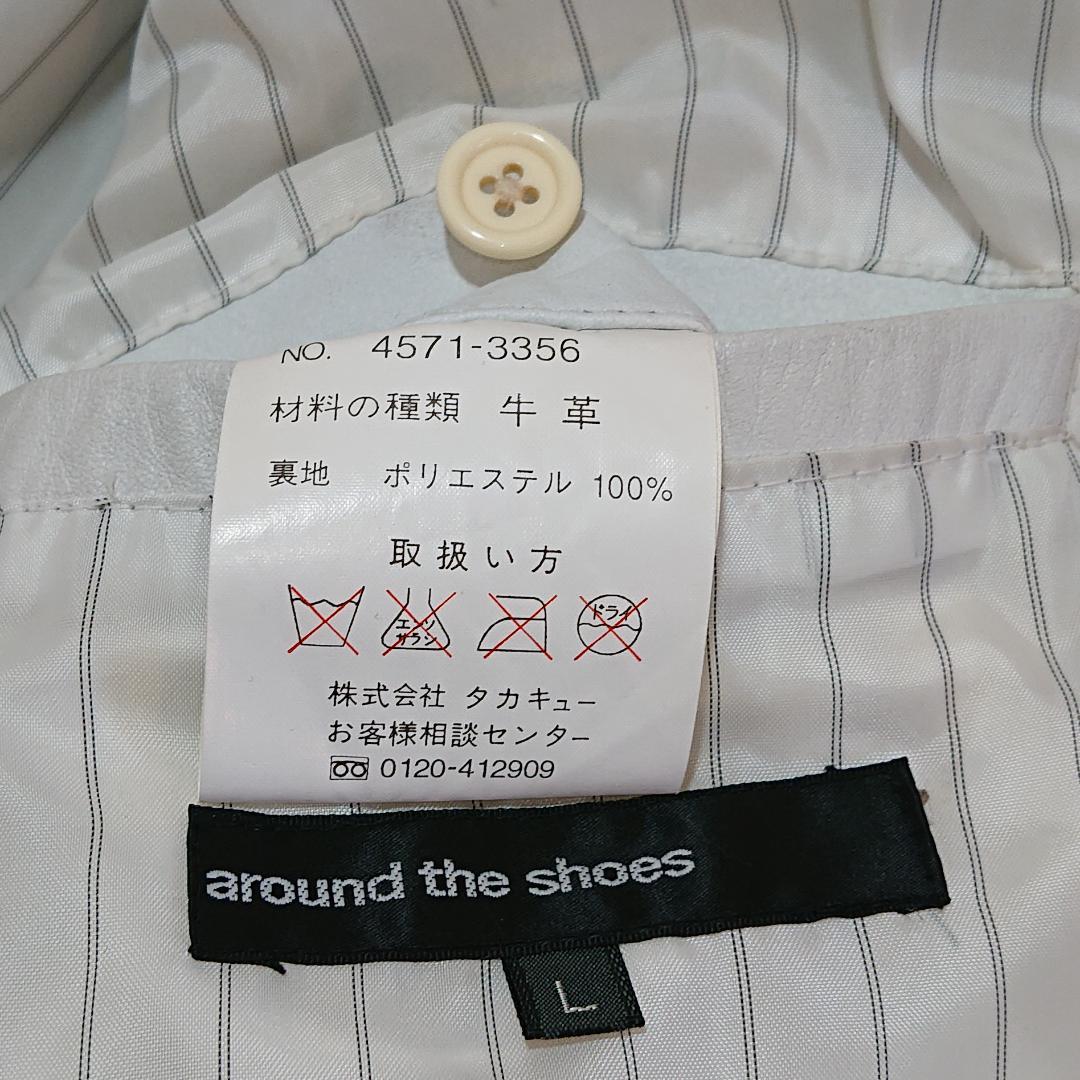 NO. 4571-3356
材料の種類 牛革
裏地 ポリエステル 100%
取扱い方
エンソ
サラシ
ドライ
株式会社 タカキュー
お客様相談センター
0120-412909
around the shoes
L